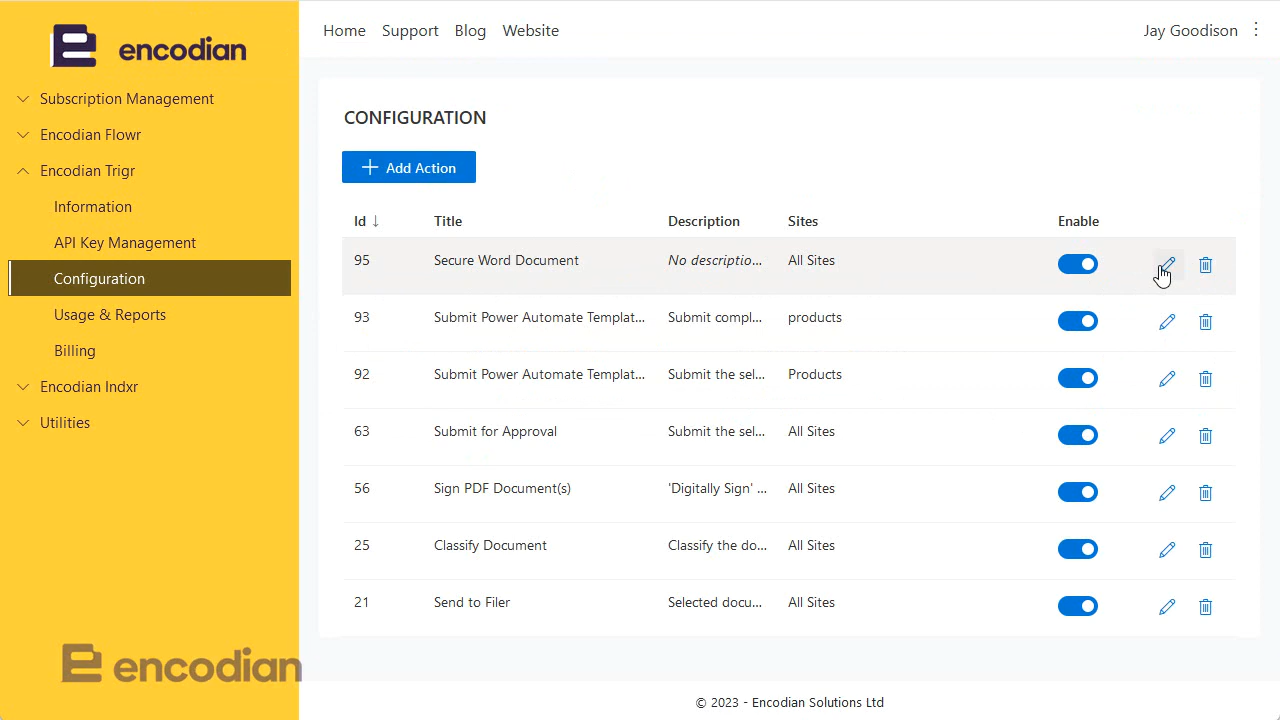 encodian
Home Support Blog Website
Jay Goodison
Subscription Management
Encodian Flowr
Encodian Trigr
Information
API Key Management
Configuration
Usage & Reports
Billing
Encodian Indxr
Utilities
CONFIGURATION
Add Action
Id Title Description Sites Enable
95 Secure Word Document No descriptio... All Sites
93 Submit Power Automate Templat... Submit compl... products
92 Submit Power Automate Templat... Submit the sel... Products
63 Submit for Approval Submit the sel... All Sites
56 Sign PDF Document(s) 'Digitally Sign' ... All Sites
25 Classify Document Classify the do... All Sites
21 Send to Filer Selected docu... All Sites
encodian
© 2023 - Encodian Solutions Ltd